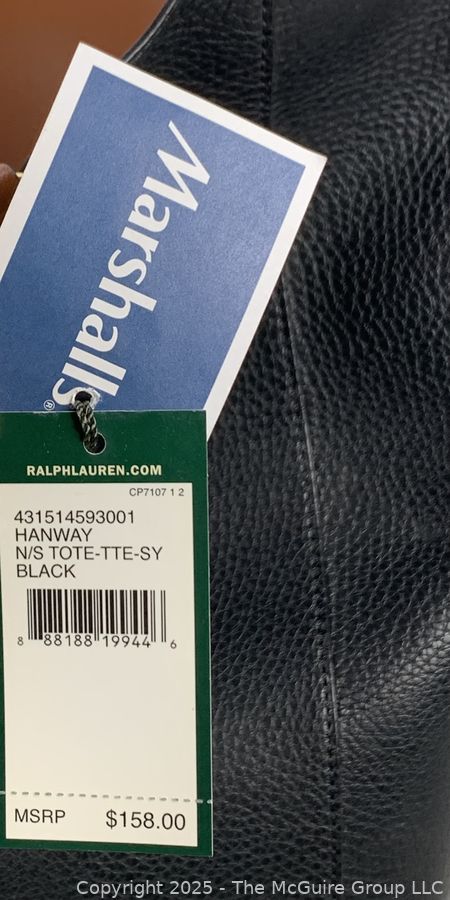 Marshalls®
RALPHLAUREN.COM
CP7107 1 2
431514593001
HANWAY
N/S TOTE-TTE-SY
BLACK
8 88188 19944 6
MSRP $158.00
Copyright 2025 - The McGuire Group LLC